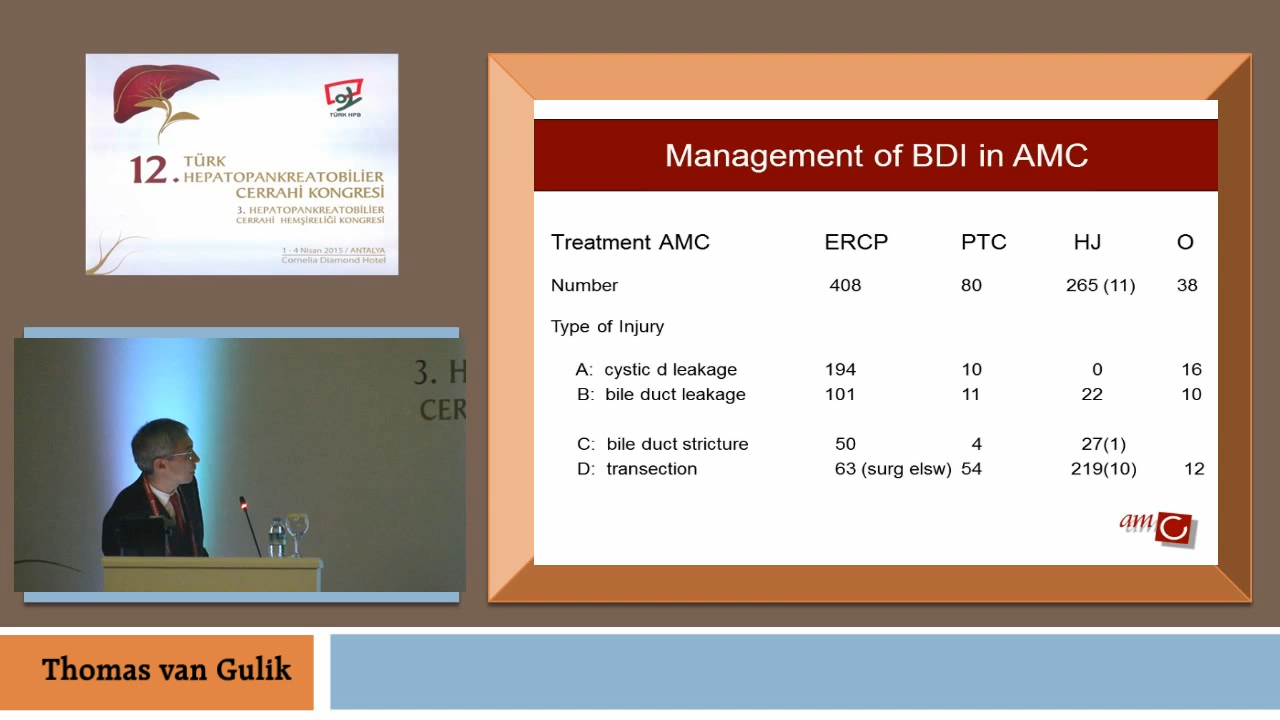 TÜRK HPB
12. TÜRK
HEPATOPANKREATOBİLİER
CERRAHİ KONGRESİ
3. HEPATOPANKREATOBİLİER
CERRAHİ HEMŞİRELİĞİ KONGRESİ
1 - 4 Nisan 2015 / ANTALYA
Cornelia Diamond Hotel
3. H
CER
Management of BDI in AMC
Treatment AMC ERCP PTC HJ O
Number 408 80 265 (11) 38
Type of Injury
A: cystic d leakage 194 10 0 16
B: bile duct leakage 101 11 22 10
C: bile duct stricture 50 4 27(1)
D: transection 63 (surg elsw) 54 219(10) 12
amC
Thomas van Gulik